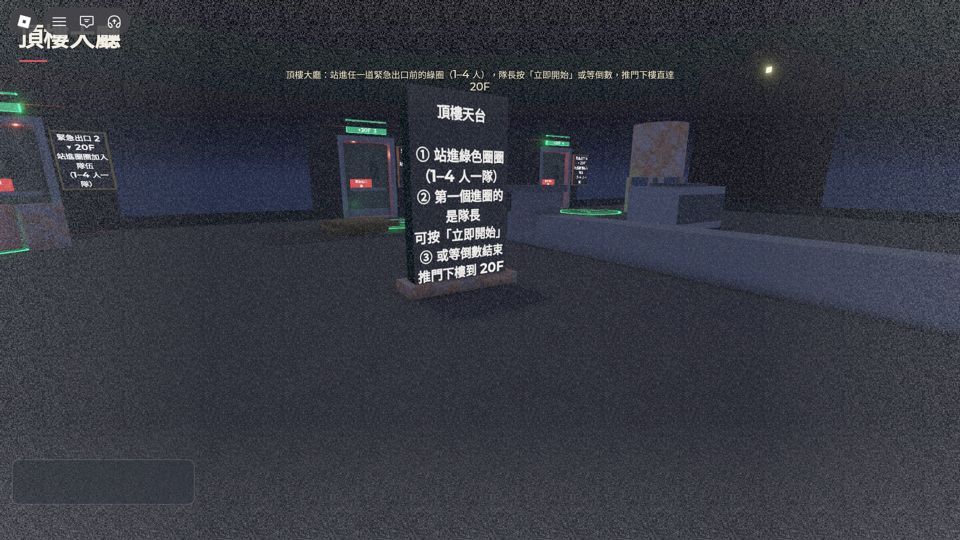 頂樓大廳
頂樓大廳：站進任一道緊急出口前的綠圈（1–4 人），隊長按「立即開始」或等倒數，推門下樓直達
20F
頂樓天台
① 站進綠色圈圈
（1–4 人一隊）
② 第一個進圈的
是隊長
可按「立即開始」
③ 或等倒數結束
推門下樓到 20F
緊急出口 2
▼ 20F
站進圈圈加入
隊伍
（1–4 人一
隊）